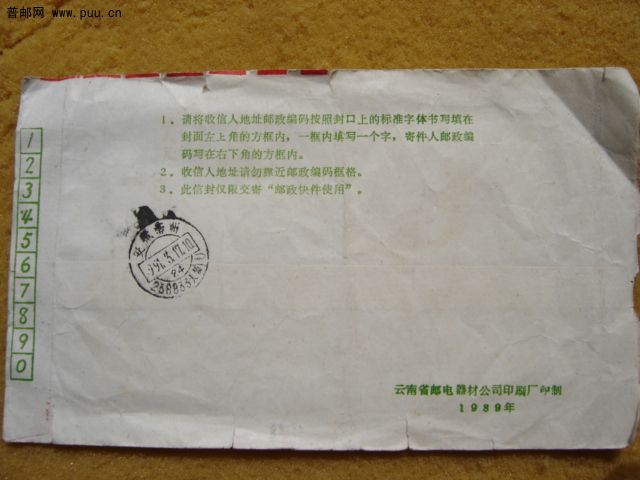 普邮网 www.puu.cn
1、请将收信人地址邮政编码按照封口上的标准字体书写填在
封面左上角的方框内，一框内填写一个字，寄件人邮政编
码写在右下角的方框内。
2、收信人地址请勿靠近邮政编码框格。
3、此信封仅限交寄“邮政快件使用”。
1
2
3
4
5
6
7
8
9
0
云南省邮电器材公司印刷厂印制
1989年